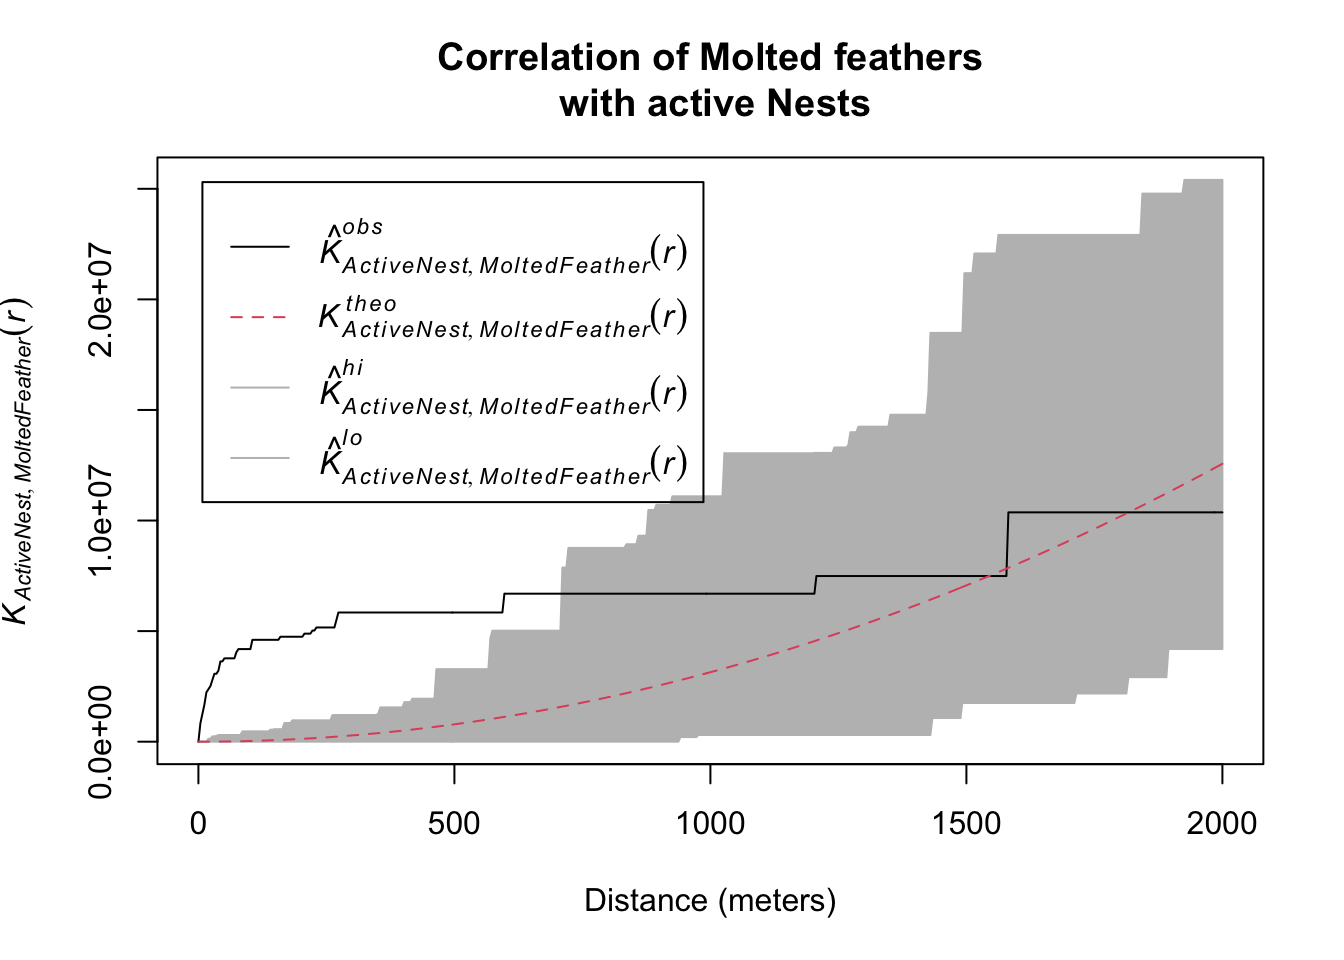 Correlation of Molted feathers
with active Nests
K̂^obs_ActiveNest, MoltedFeather(r)
K^theo_ActiveNest, MoltedFeather(r)
K̂^hi_ActiveNest, MoltedFeather(r)
K̂^lo_ActiveNest, MoltedFeather(r)
K_ActiveNest, MoltedFeather(r)
2.0e+07
1.0e+07
0.0e+00
0 500 1000 1500 2000
Distance (meters)